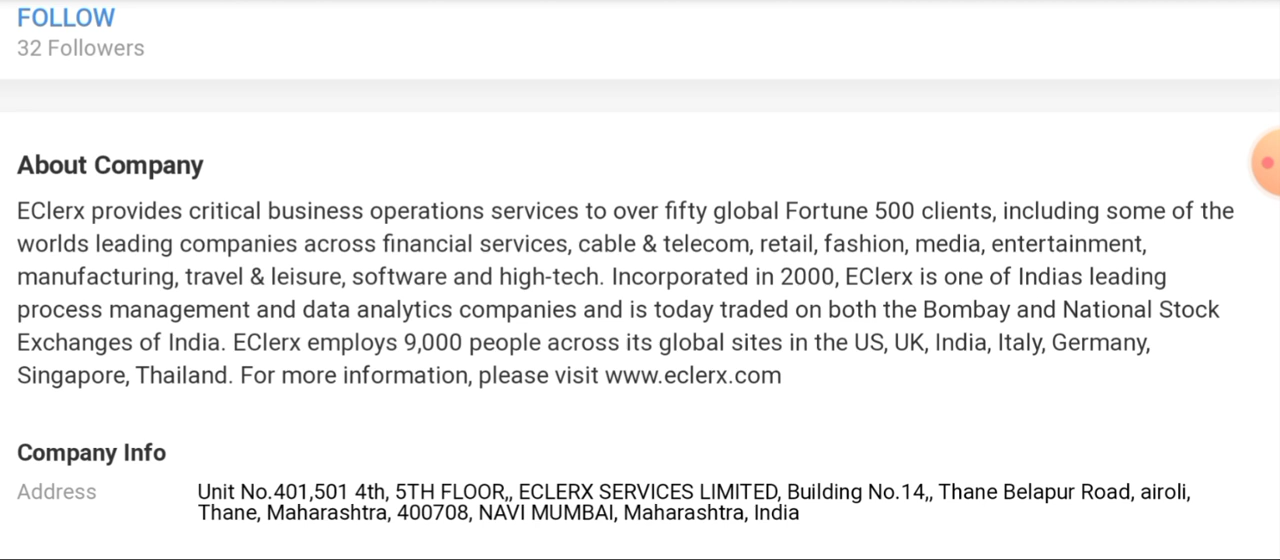 FOLLOW
32 Followers
About Company
EClerx provides critical business operations services to over fifty global Fortune 500 clients, including some of the
worlds leading companies across financial services, cable & telecom, retail, fashion, media, entertainment,
manufacturing, travel & leisure, software and high-tech. Incorporated in 2000, EClerx is one of Indias leading
process management and data analytics companies and is today traded on both the Bombay and National Stock
Exchanges of India. EClerx employs 9,000 people across its global sites in the US, UK, India, Italy, Germany,
Singapore, Thailand. For more information, please visit www.eclerx.com
Company Info
Address Unit No.401,501 4th, 5TH FLOOR,, ECLERX SERVICES LIMITED, Building No.14,, Thane Belapur Road, airoli,
Thane, Maharashtra, 400708, NAVI MUMBAI, Maharashtra, India